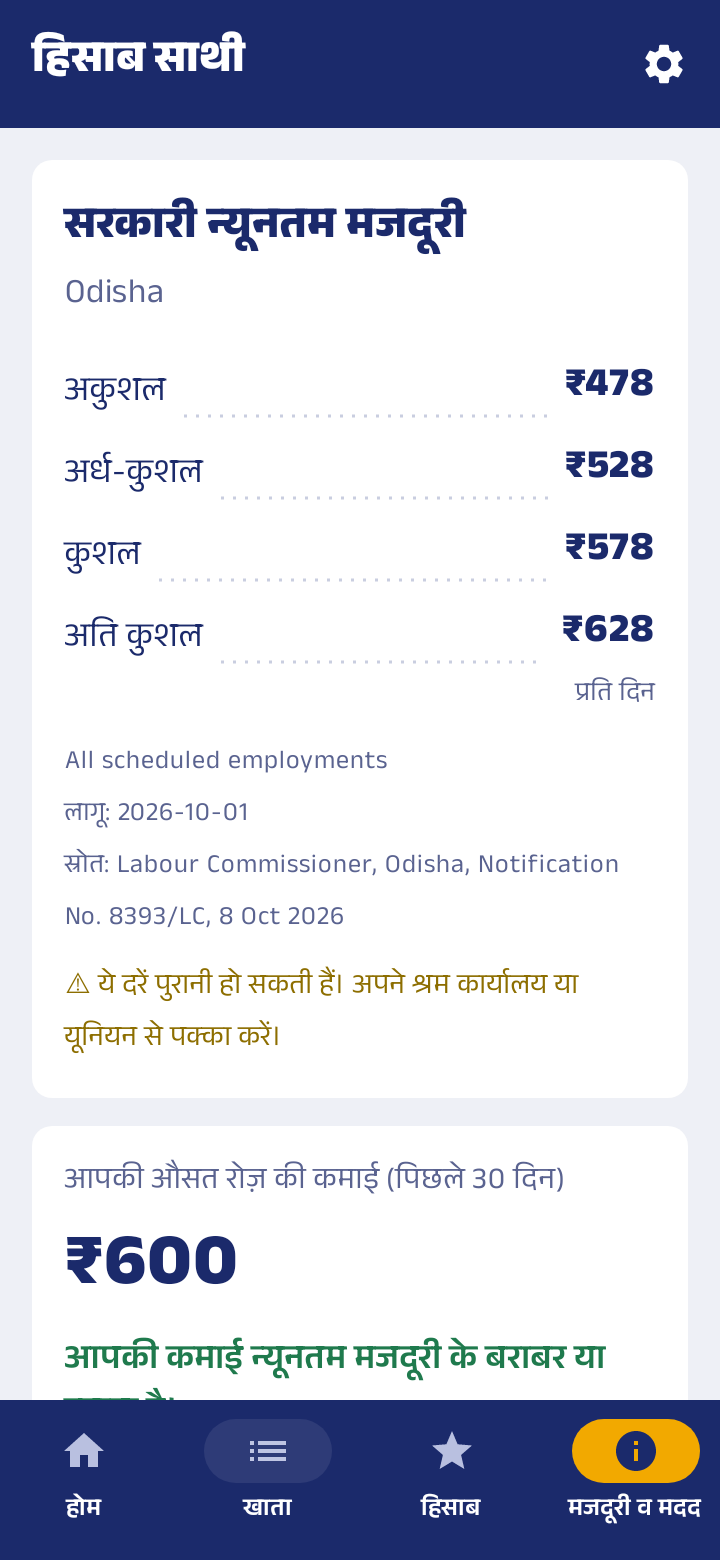 हिसाब साथी
सरकारी न्यूनतम मजदूरी
Odisha
अकुशल ₹478
अर्ध-कुशल ₹528
कुशल ₹578
अति कुशल ₹628
प्रति दिन
All scheduled employments
लागू: 2026-10-01
स्रोत: Labour Commissioner, Odisha, Notification
No. 8393/LC, 8 Oct 2026
⚠ ये दरें पुरानी हो सकती हैं। अपने श्रम कार्यालय या
यूनियन से पक्का करें।
आपकी औसत रोज़ की कमाई (पिछले 30 दिन)
₹600
आपकी कमाई न्यूनतम मजदूरी के बराबर या
होम खाता हिसाब मजदूरी व मदद